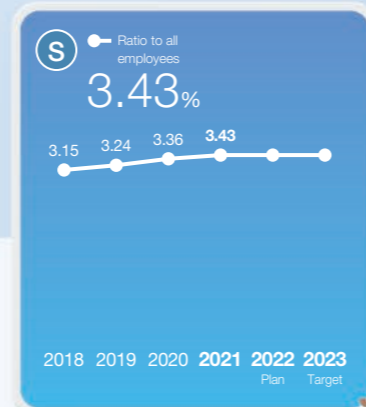 S
Ratio to all
employees
3.43%
3.15 3.24 3.36 3.43
2018 2019 2020 2021 2022 2023
Plan Target